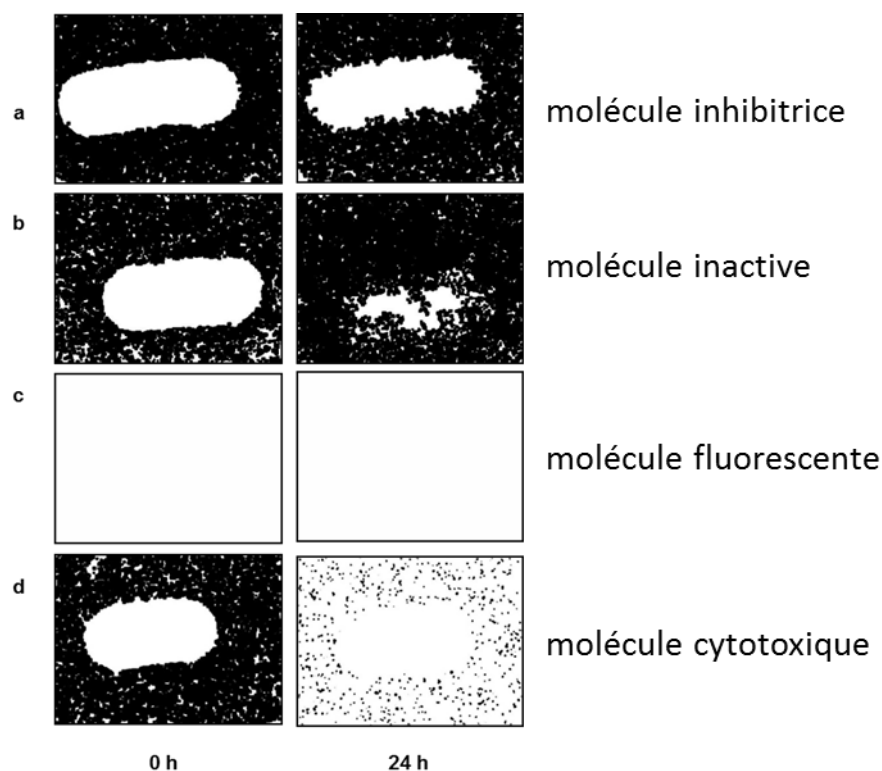 a
molécule inhibitrice
b
molécule inactive
c
molécule fluorescente
d
molécule cytotoxique
0 h 24 h